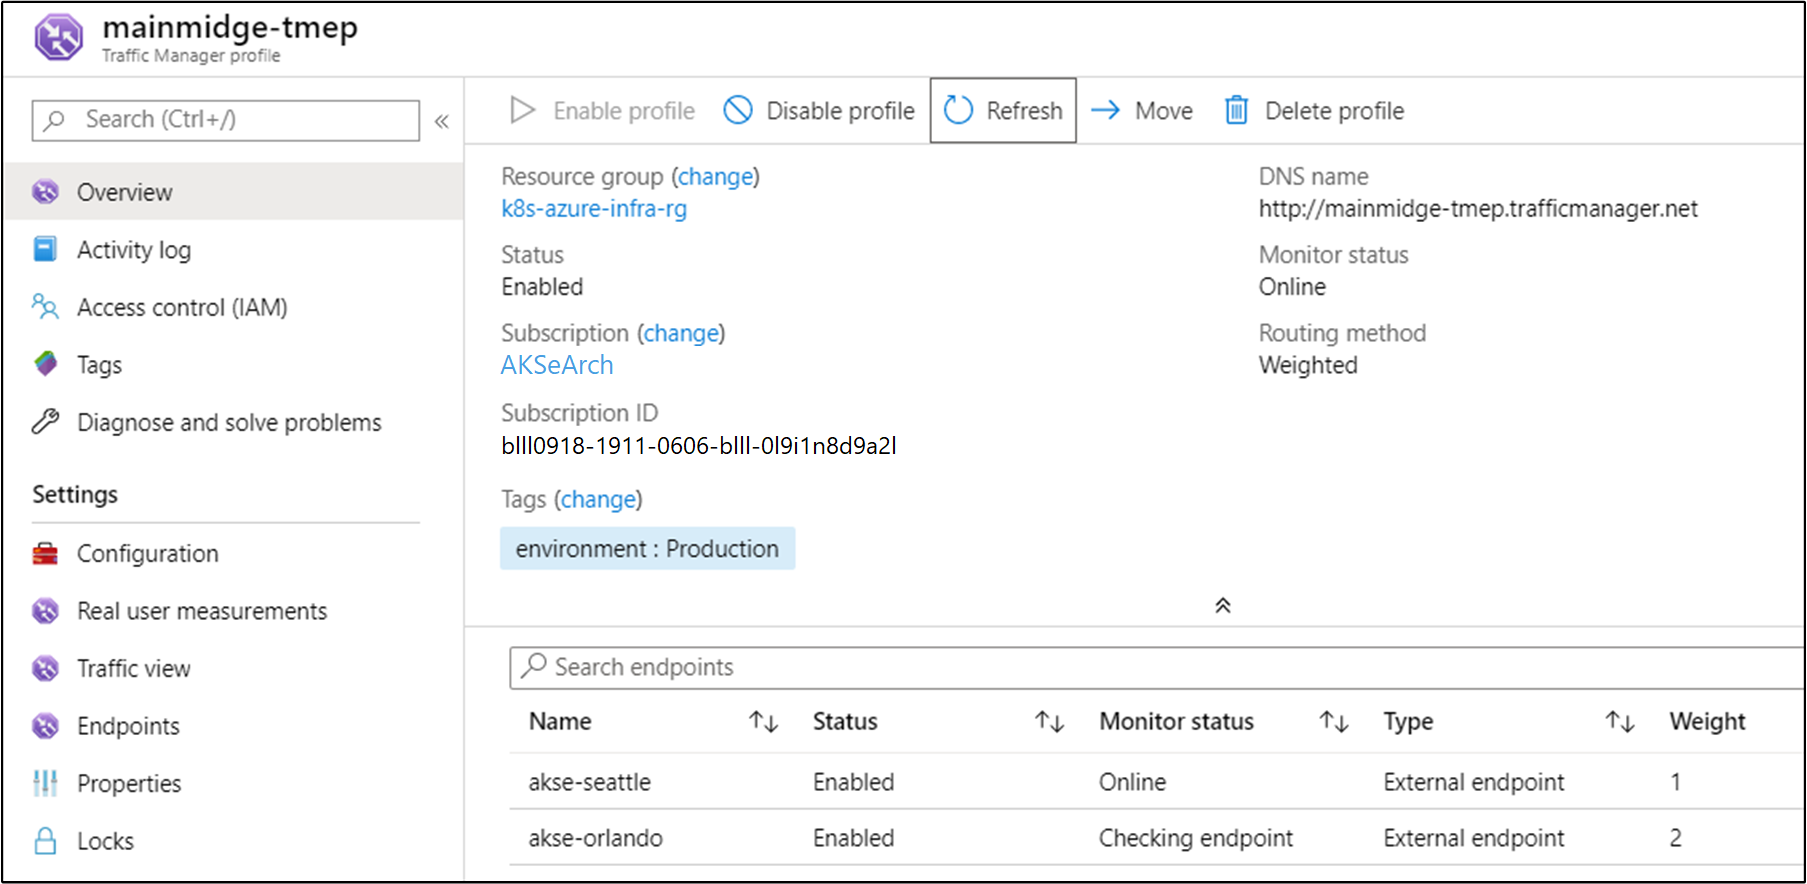 mainmidge-tmep
Traffic Manager profile
Search (Ctrl+/)
«
Overview
Activity log
Access control (IAM)
Tags
Diagnose and solve problems
Settings
Configuration
Real user measurements
Traffic view
Endpoints
Properties
Locks
Enable profile Disable profile Refresh Move Delete profile
Resource group (change)
k8s-azure-infra-rg
Status
Enabled
Subscription (change)
AKSeArch
Subscription ID
blll0918-1911-0606-blll-0l9i1n8d9a2l
Tags (change)
environment : Production
DNS name
http://mainmidge-tmep.trafficmanager.net
Monitor status
Online
Routing method
Weighted
Search endpoints
Name Status Monitor status Type Weight
akse-seattle Enabled Online External endpoint 1
akse-orlando Enabled Checking endpoint External endpoint 2